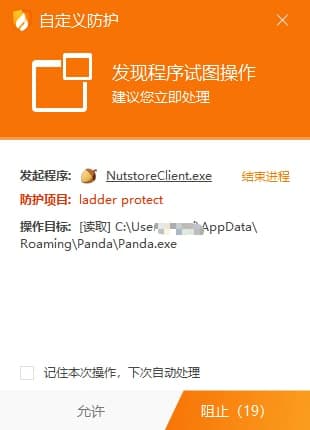 自定义防护
发现程序试图操作
建议您立即处理
发起程序: NutstoreClient.exe 结束进程
防护项目: ladder protect
操作目标: [读取] C:\User AppData\
Roaming\Panda\Panda.exe
记住本次操作，下次自动处理
允许 阻止（19）